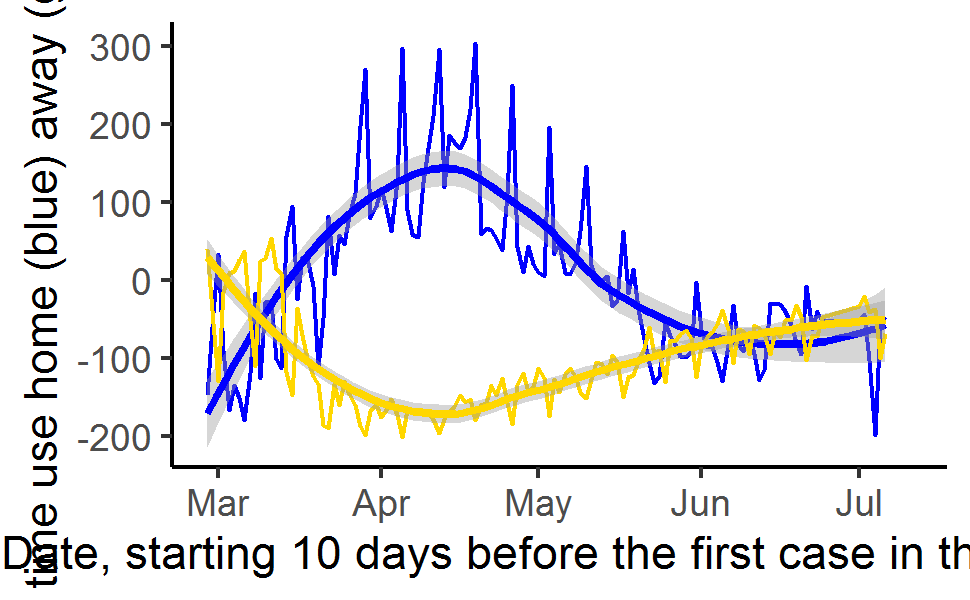 time use home (blue) away (
300
200
100
0
-100
-200
Mar Apr May Jun Jul
Date, starting 10 days before the first case in th